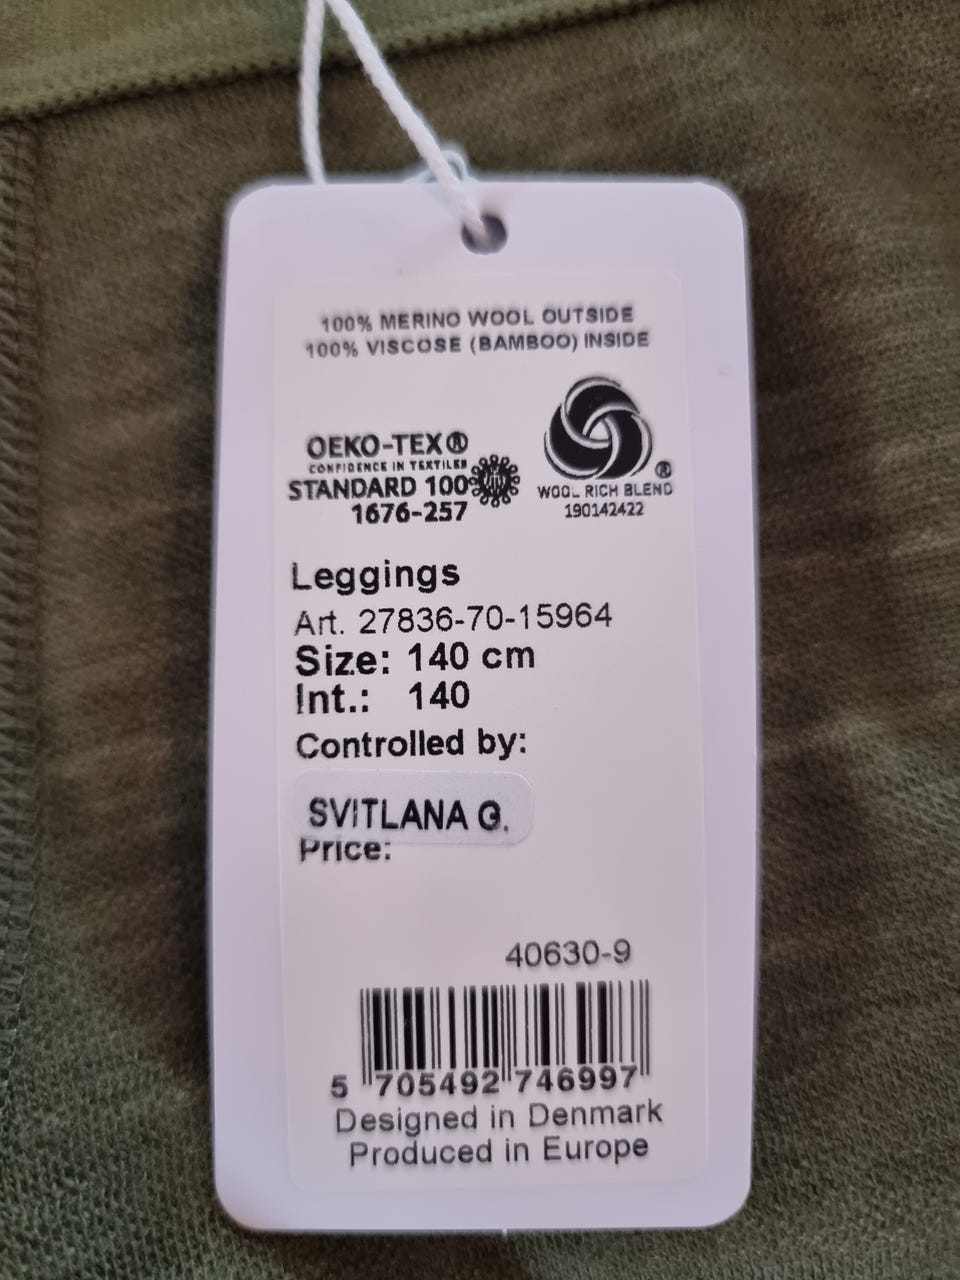 100% MERINO WOOL OUTSIDE
100% VISCOSE (BAMBOO) INSIDE
OEKO-TEX®
CONFIDENCE IN TEXTILES
STANDARD 100
1676-257
®
WOOL RICH BLEND
190142422
Leggings
Art. 27836-70-15964
Size: 140 cm
Int.: 140
Controlled by:
SVITLANA G.
Price:
40630-9
5 705492 746997
Designed in Denmark
Produced in Europe